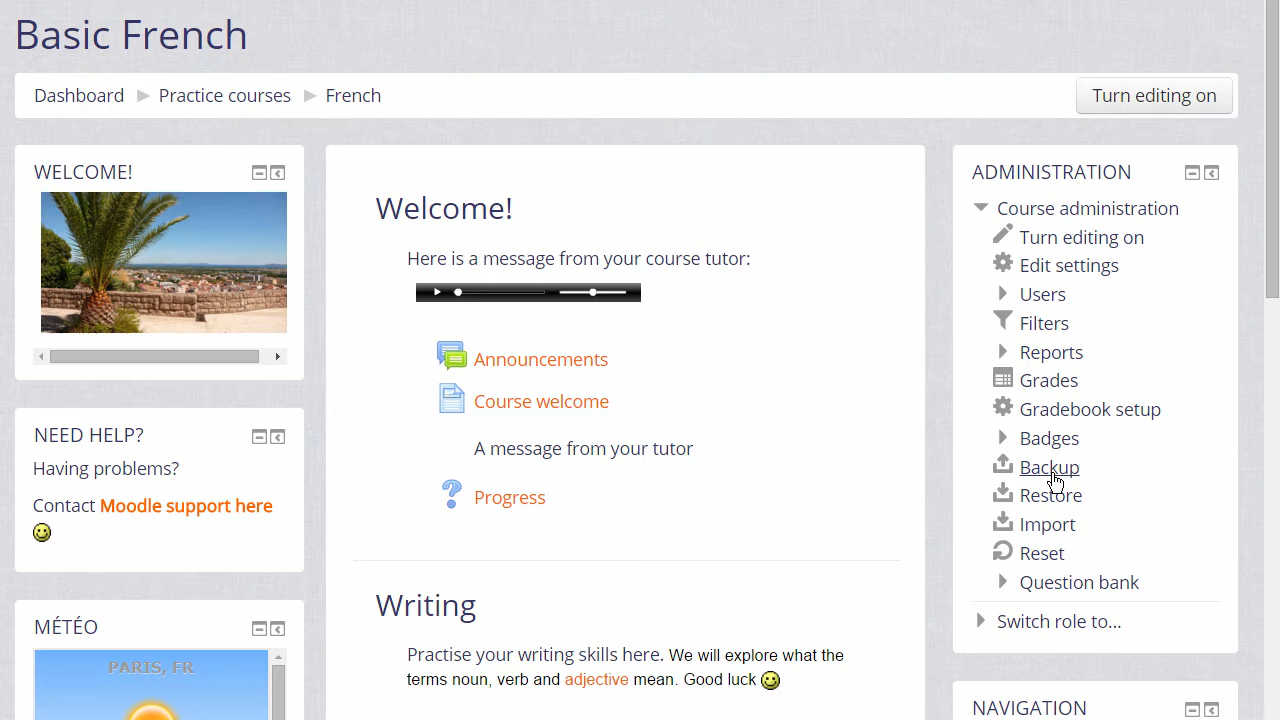 Basic French
Dashboard
Practice courses
French
Turn editing on
WELCOME!
NEED HELP?
Having problems?
Contact Moodle support here
MÉTÉO
PARIS, FR
Welcome!
Here is a message from your course tutor:
Announcements
Course welcome
A message from your tutor
Progress
Writing
Practise your writing skills here. We will explore what the
terms noun, verb and adjective mean. Good luck
ADMINISTRATION
Course administration
Turn editing on
Edit settings
Users
Filters
Reports
Grades
Gradebook setup
Badges
Backup
Restore
Import
Reset
Question bank
Switch role to...
NAVIGATION